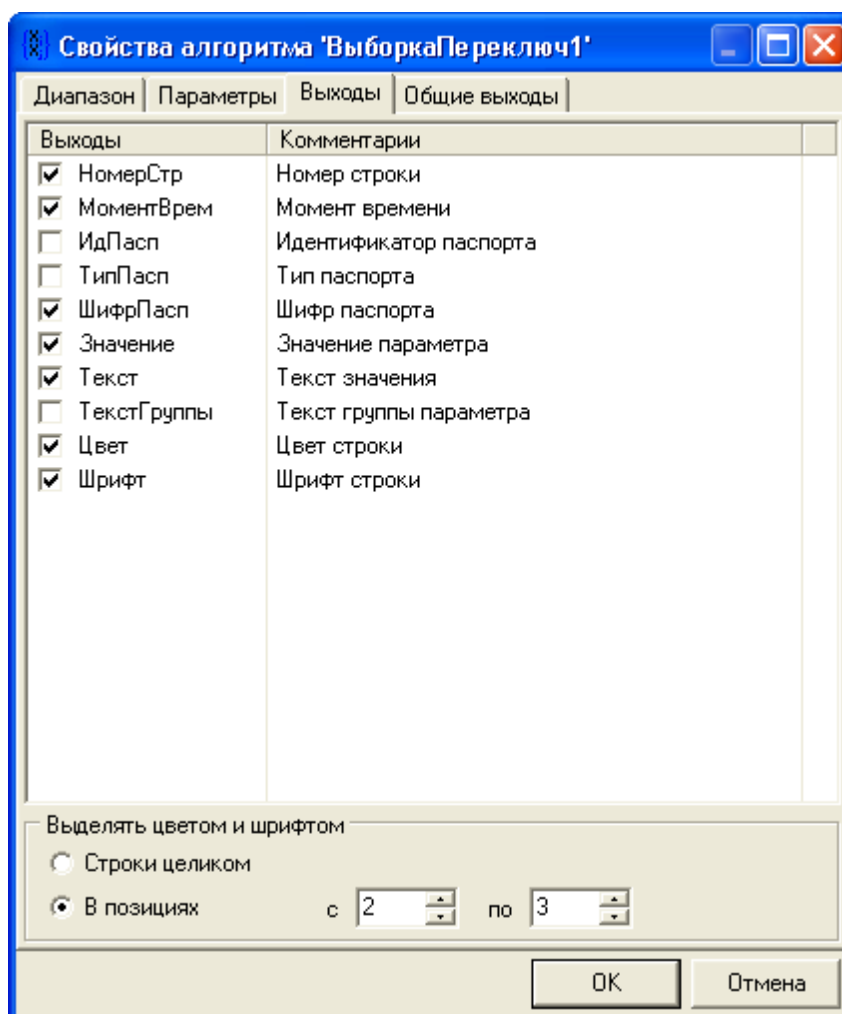 Свойства алгоритма 'ВыборкаПереключ1'
Диапазон Параметры Выходы Общие выходы
Выходы Комментарии
НомерСтр Номер строки
МоментВрем Момент времени
ИдПасп Идентификатор паспорта
ТипПасп Тип паспорта
ШифрПасп Шифр паспорта
Значение Значение параметра
Текст Текст значения
ТекстГруппы Текст группы параметра
Цвет Цвет строки
Шрифт Шрифт строки
Выделять цветом и шрифтом
Строки целиком
В позициях с 2 по 3
OK Отмена